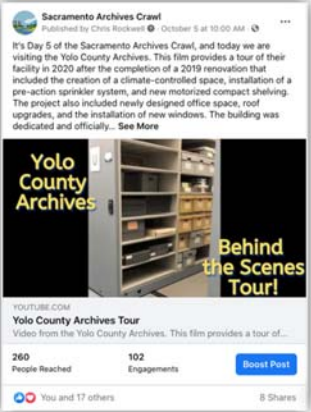 Sacramento Archives Crawl
Published by Chris Rockwell · October 5 at 10:00 AM ·
It's Day 5 of the Sacramento Archives Crawl, and today we are
visiting the Yolo County Archives. This film provides a tour of their
facility in 2020 after the completion of a 2019 renovation that
included the creation of a climate-controlled space, installation of a
pre-action sprinkler system, and new motorized compact shelving.
The project also included newly designed office space, roof
upgrades, and the installation of new windows. The building was
dedicated and officially... See More
Yolo
County
Archives
Behind
the Scenes
Tour!
YOUTUBE.COM
Yolo County Archives Tour
Video from the Yolo County Archives. This film provides a tour of...
260
People Reached
102
Engagements
Boost Post
You and 17 others
8 Shares